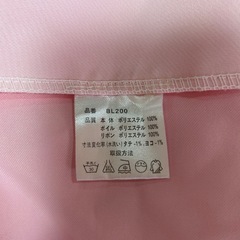 品番 BL200
品質 本体 ポリエステル 100%
ボイル ポリエステル 100%
リボン ポリエステル 100%
寸法変化率(水洗い) タテ -1%、ヨコ -1%
取扱方法